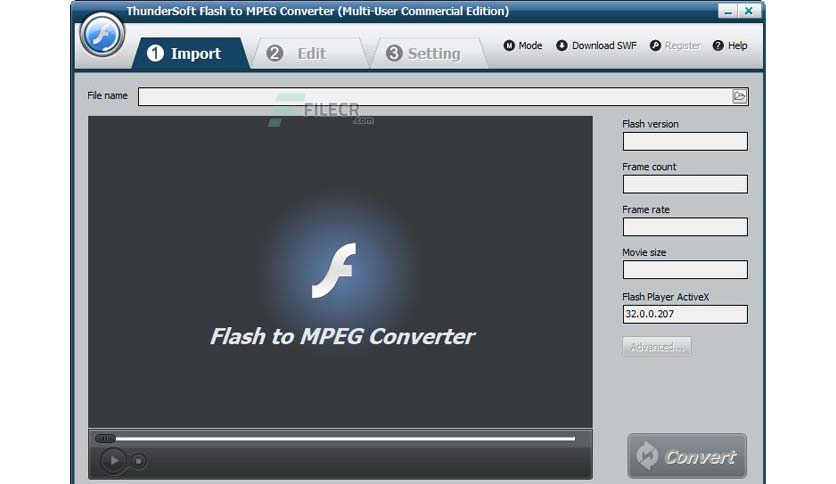 ThunderSoft Flash to MPEG Converter (Multi-User Commercial Edition)
1 Import
2 Edit
3 Setting
M Mode
Download SWF
Register
? Help
File name
FILECR
.com
Flash version
Frame count
Frame rate
Movie size
Flash Player ActiveX
32.0.0.207
Advanced...
Flash to MPEG Converter
Convert